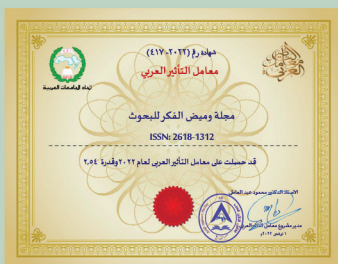 شهادة رقم (٢٠٢٢-٤١٧)
معامل التأثير العربي
اتحاد الجامعات العربية
مجلة وميض الفكر للبحوث
ISSN: 2618-1312
قد حصلت على معامل التأثير العربي لعام ٢٠٢٢ وقدرة ٢,٥٤
الأستاذ الدكتور محمود عبد العاطي
مدير مشروع معامل التأثير العربي